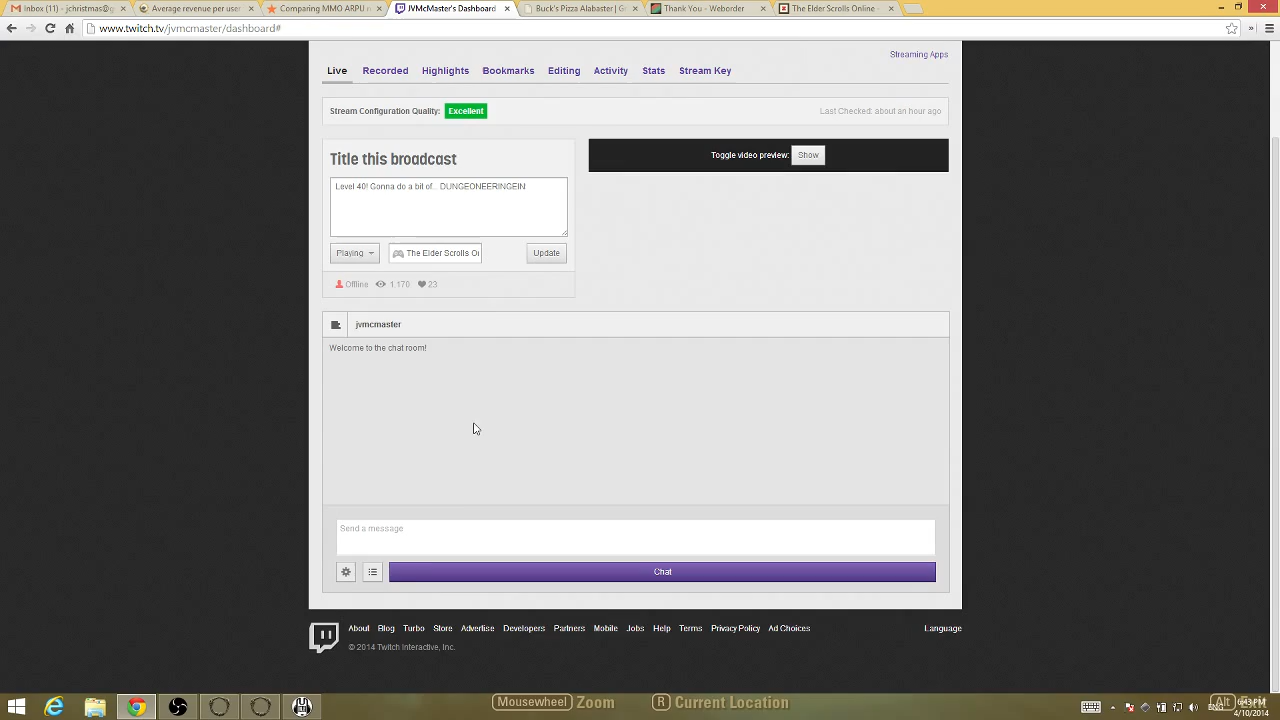 Inbox (11) - jchristmas@g
Average revenue per user
Comparing MMO ARPU r
JVMcMaster's Dashboard
Buck's Pizza Alabaster | Gr
Thank You - Weborder
The Elder Scrolls Online -
www.twitch.tv/jvmcmaster/dashboard#
Streaming Apps
Live Recorded Highlights Bookmarks Editing Activity Stats Stream Key
Stream Configuration Quality: Excellent
Last Checked: about an hour ago
Title this broadcast
Toggle video preview: Show
Level 40! Gonna do a bit of... DUNGEONEERINGEIN
Playing
The Elder Scrolls O
Update
Offline 1,170 23
jvmcmaster
Welcome to the chat room!
Send a message
Chat
About Blog Turbo Store Advertise Developers Partners Mobile Jobs Help Terms Privacy Policy Ad Choices
Language
© 2014 Twitch Interactive, Inc.
Mousewheel Zoom
R Current Location
Alt
4/10/2014